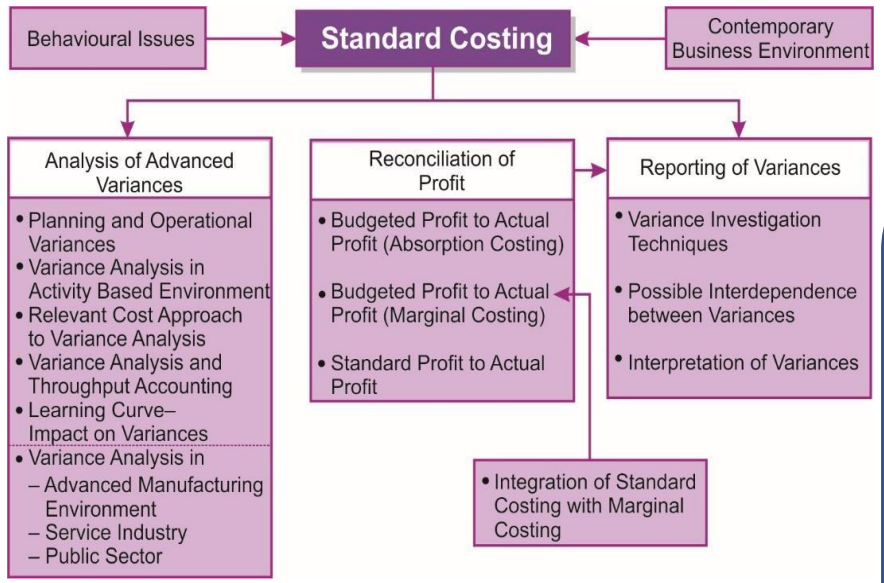 Behavioural Issues
Standard Costing
Contemporary
Business Environment
Analysis of Advanced
Variances
• Planning and Operational
Variances
• Variance Analysis in
Activity Based Environment
• Relevant Cost Approach
to Variance Analysis
• Variance Analysis and
Throughput Accounting
• Learning Curve–
Impact on Variances
• Variance Analysis in
– Advanced Manufacturing
Environment
– Service Industry
– Public Sector
Reconciliation of
Profit
• Budgeted Profit to Actual
Profit (Absorption Costing)
• Budgeted Profit to Actual
Profit (Marginal Costing)
• Standard Profit to Actual
Profit
Reporting of Variances
• Variance Investigation
Techniques
• Possible Interdependence
between Variances
• Interpretation of Variances
• Integration of Standard
Costing with Marginal
Costing